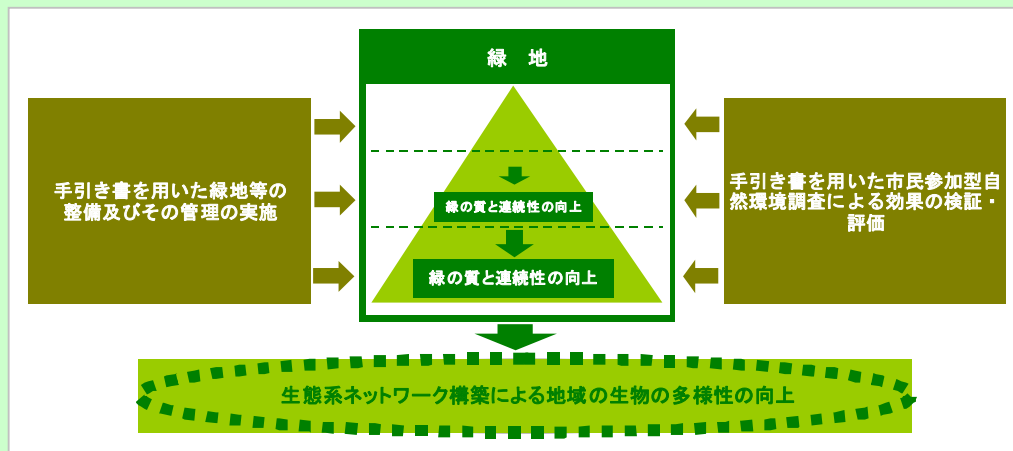 緑　地
手引き書を用いた緑地等の
整備及びその管理の実施
緑の質と連続性の向上
緑の質と連続性の向上
手引き書を用いた市民参加型自
然環境調査による効果の検証・
評価
生態系ネットワーク構築による地域の生物の多様性の向上